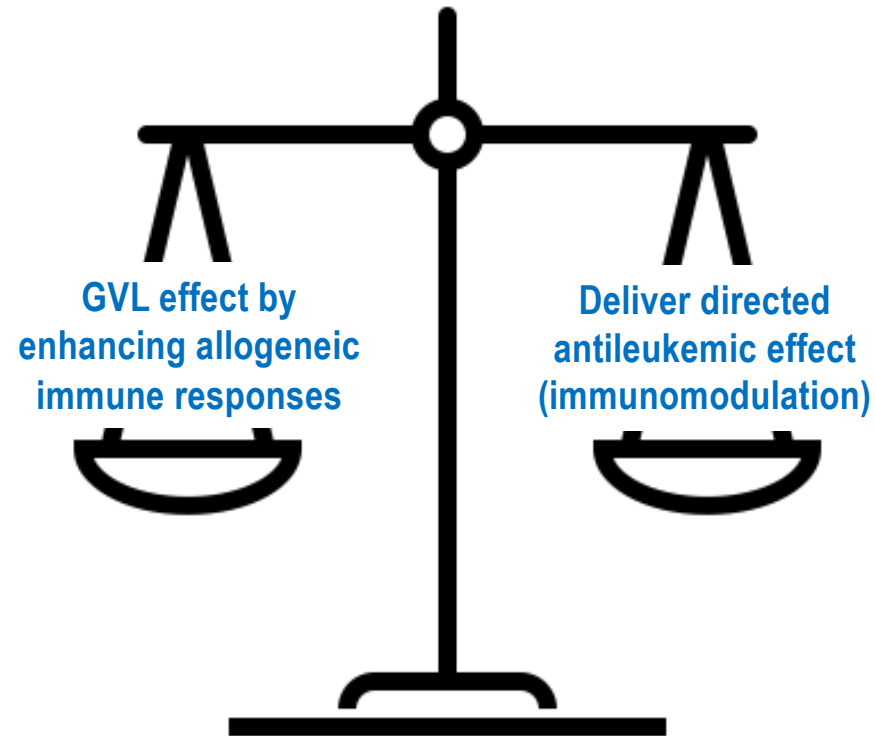 GVL effect by
enhancing allogeneic
immune responses
Deliver directed
antileukemic effect
(immunomodulation)